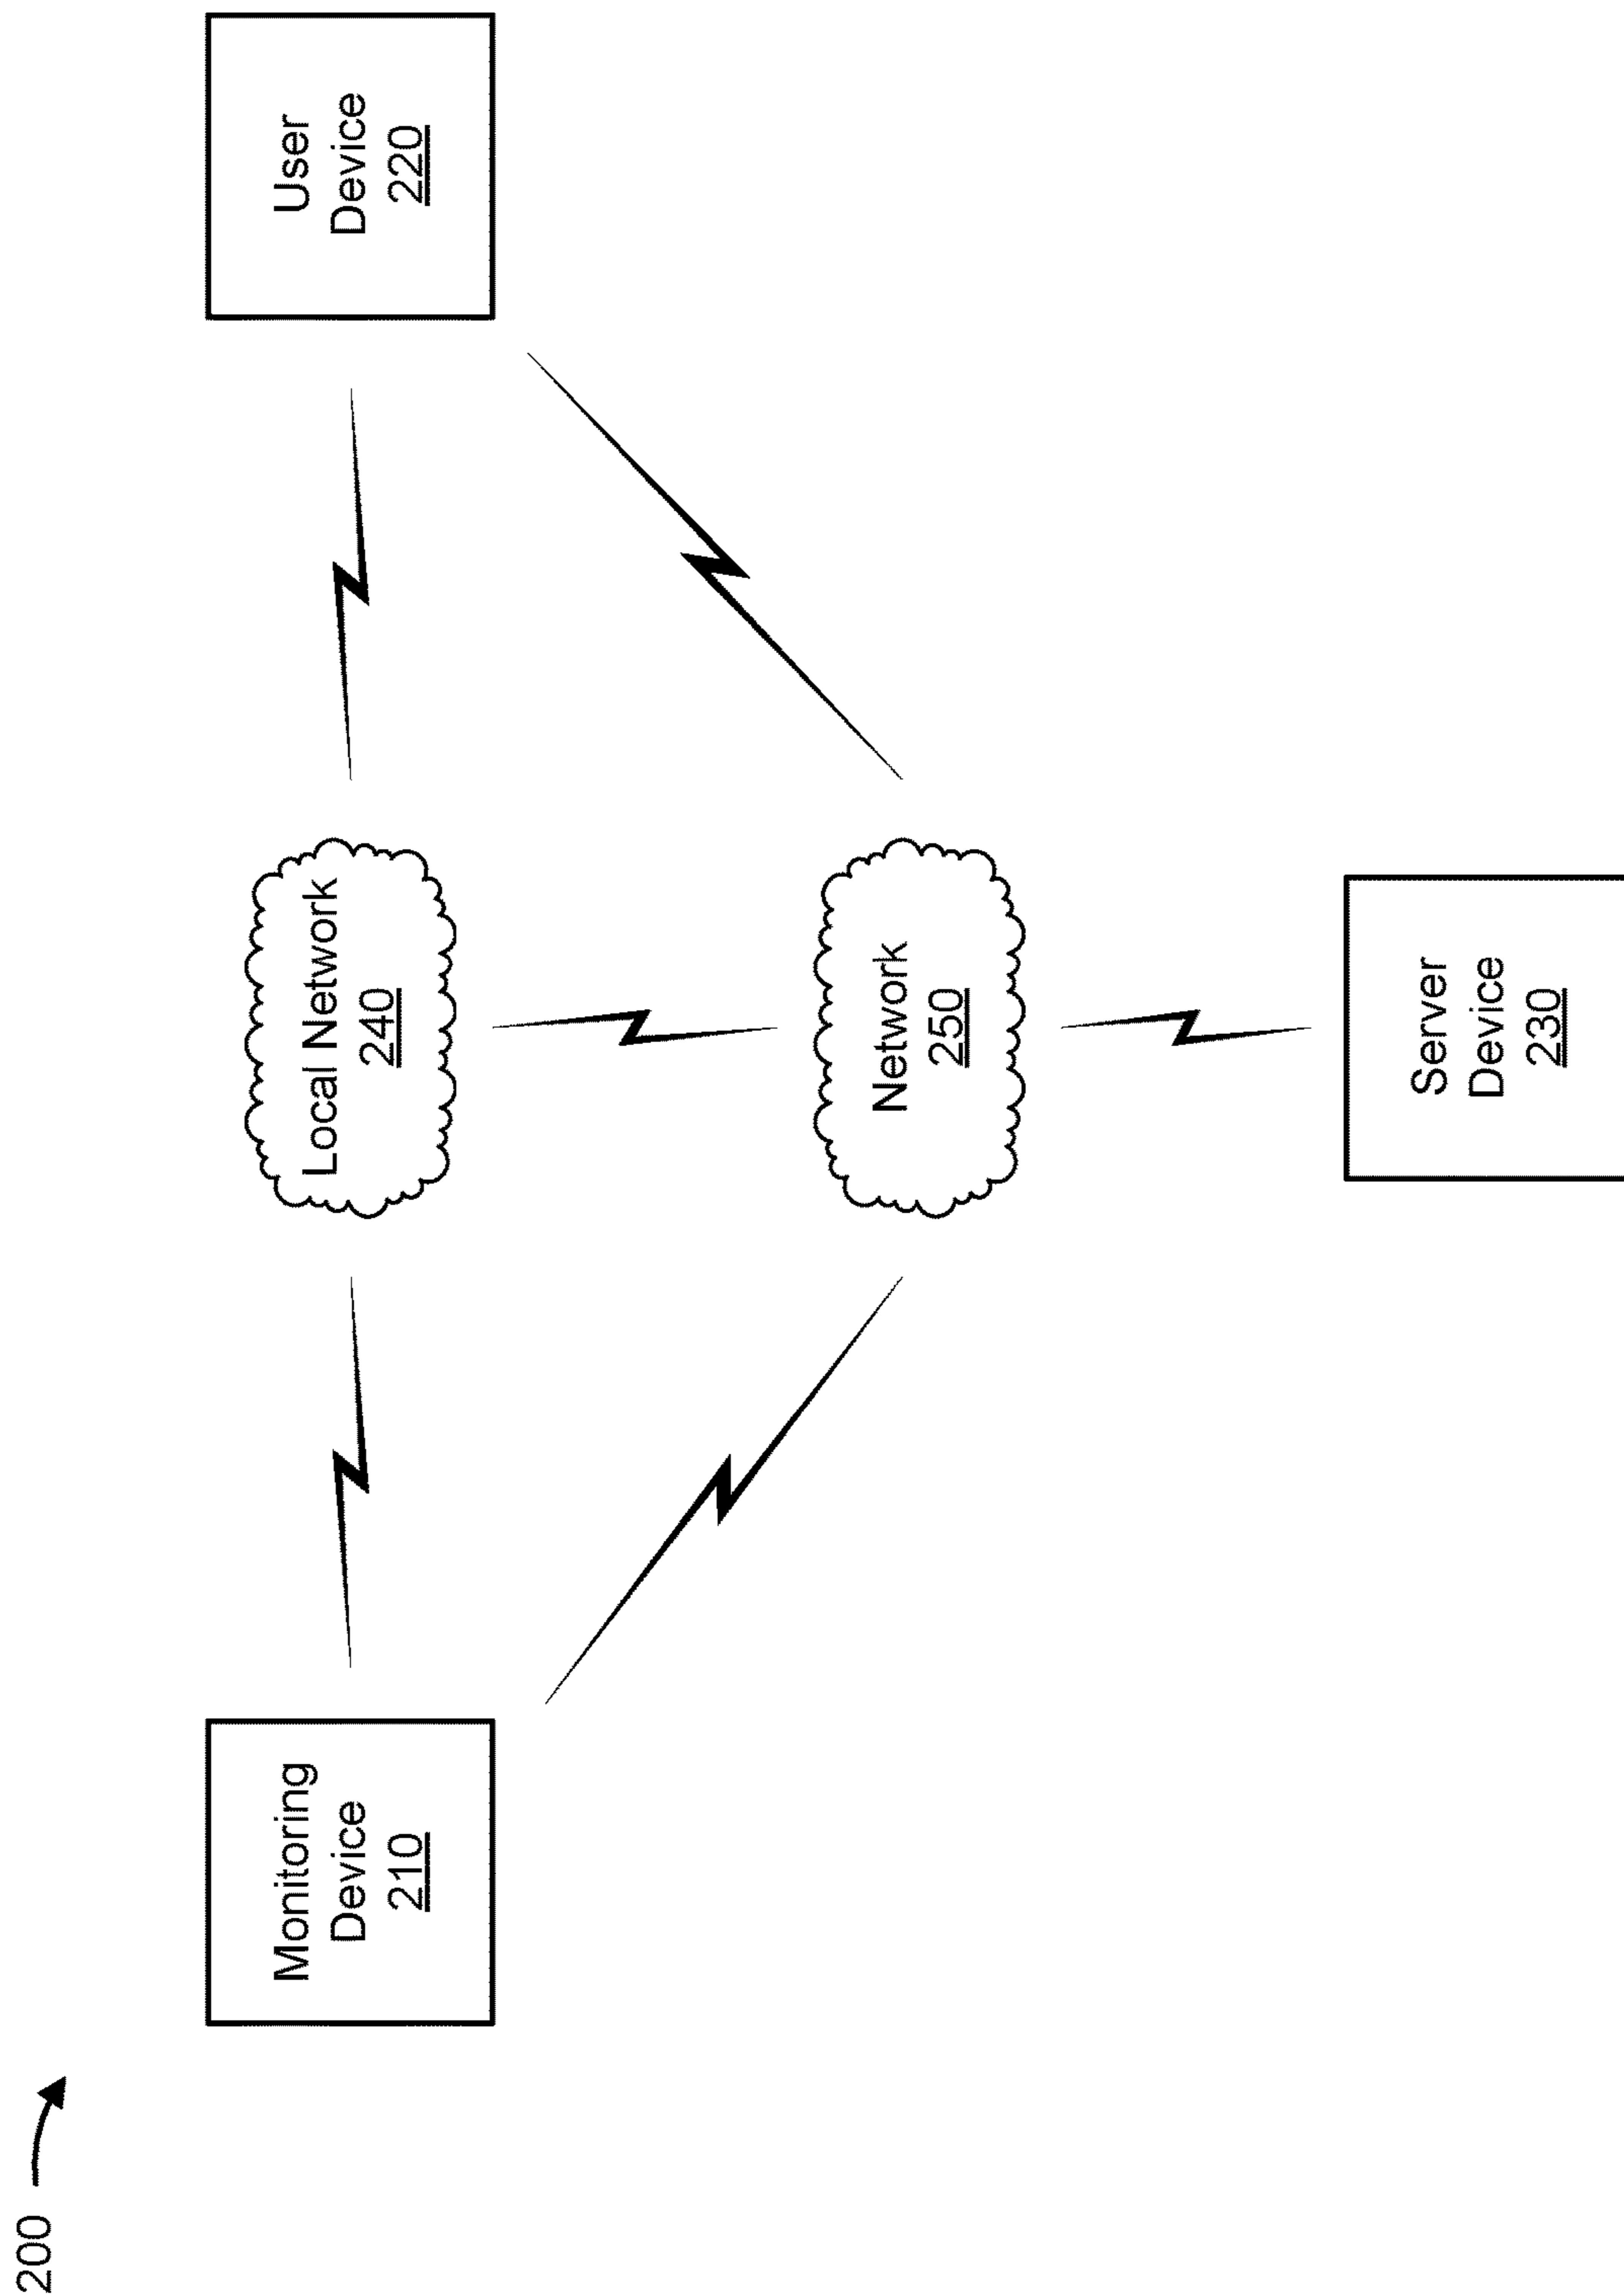 200
Monitoring
Device
210
Local Network
240
User
Device
220
Network
250
Server
Device
230